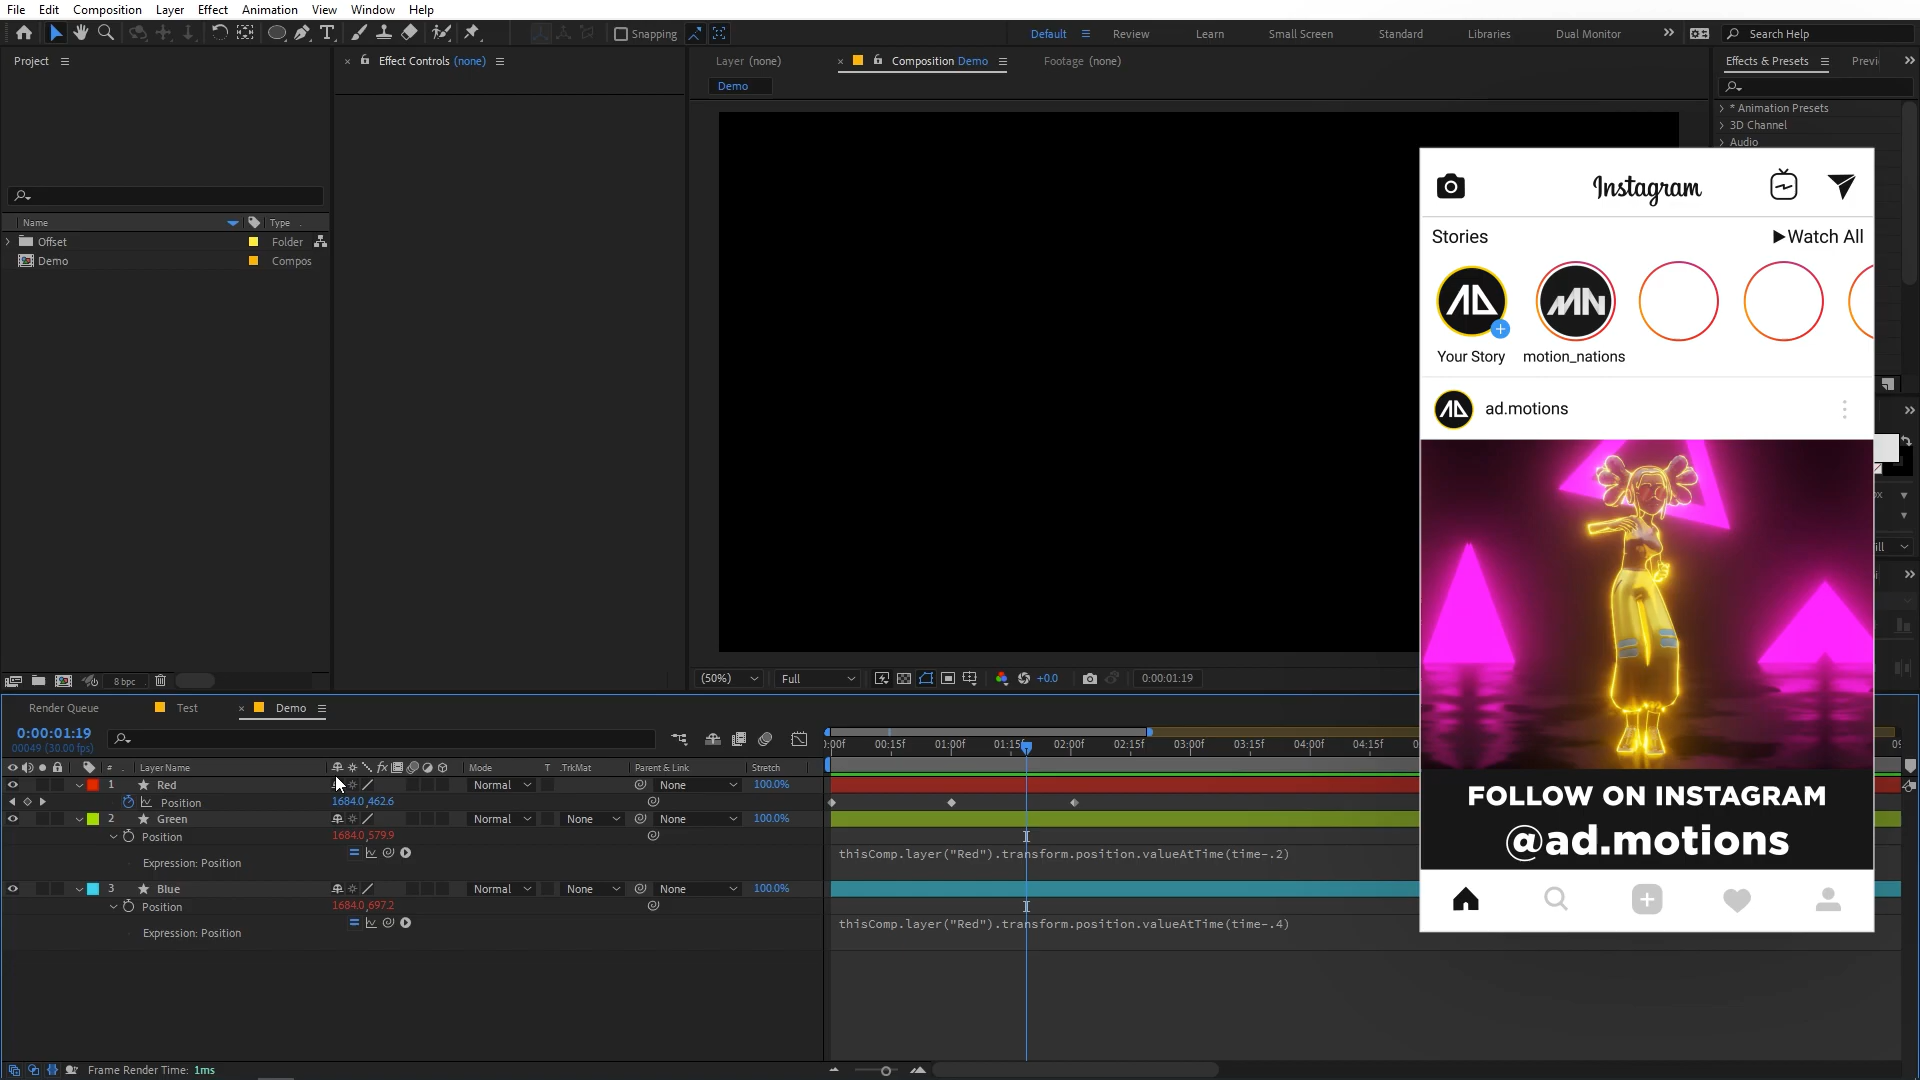 File Edit Composition Layer Effect Animation View Window Help
Snapping
Default Review Learn Small Screen Standard Libraries Dual Monitor Search Help
Project
Effect Controls (none)
Layer (none) Composition Demo Footage (none)
Effects & Presets
Demo
* Animation Presets
3D Channel
Audio
Name Type
Offset Folder
Demo Compos
Instagram
Stories Watch All
AD MN
Your Story motion_nations
ad.motions
FOLLOW ON INSTAGRAM
@ad.motions
8 bpc
(50%) Full +0.0 0:00:01:19
Render Queue Test Demo
0:00:01:19
00049 (30.00 fps)
00:15f 01:00f 01:15f 02:00f 02:15f 03:00f 03:15f 04:00f 04:15f
# Layer Name fx Mode T .TrkMat Parent & Link Stretch
1 Red Normal None 100.0%
Position 1684.0,462.6
2 Green Normal None None 100.0%
Position 1684.0,579.9
Expression: Position thisComp.layer("Red").transform.position.valueAtTime(time-.2)
3 Blue Normal None None 100.0%
Position 1684.0,697.2
Expression: Position thisComp.layer("Red").transform.position.valueAtTime(time-.4)
Frame Render Time: 1ms